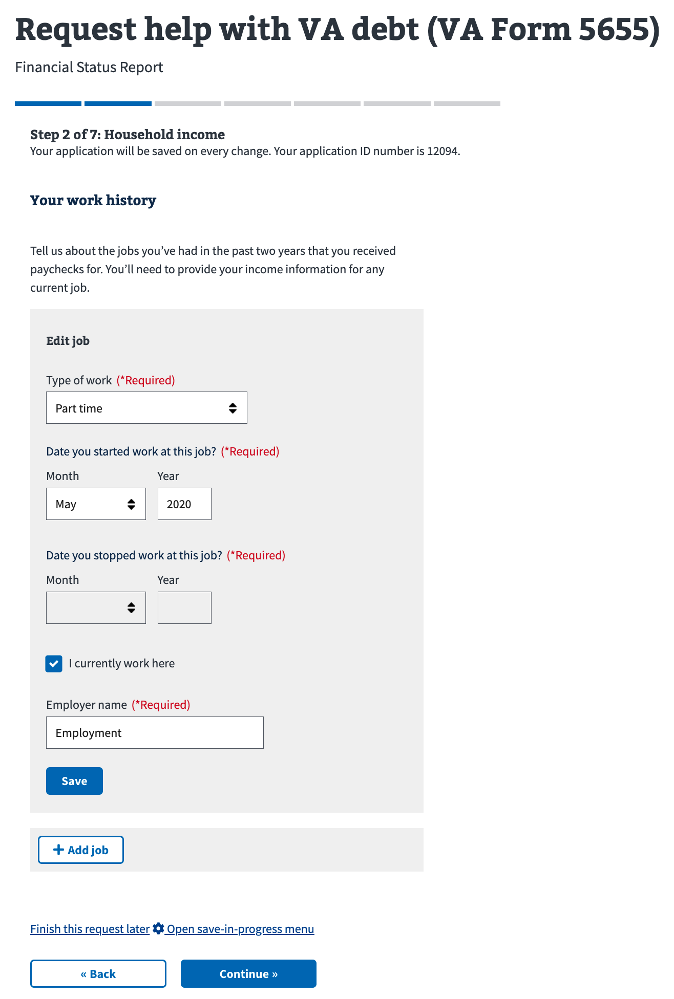 Request help with VA debt (VA Form 5655)
Financial Status Report
Step 2 of 7: Household income
Your application will be saved on every change. Your application ID number is 12094.
Your work history
Tell us about the jobs you’ve had in the past two years that you received
paychecks for. You’ll need to provide your income information for any
current job.
Edit job
Type of work (*Required)
Part time
Date you started work at this job? (*Required)
Month Year
May 2020
Date you stopped work at this job? (*Required)
Month Year
I currently work here
Employer name (*Required)
Employment
Save
+ Add job
Finish this request later Open save-in-progress menu
« Back Continue »